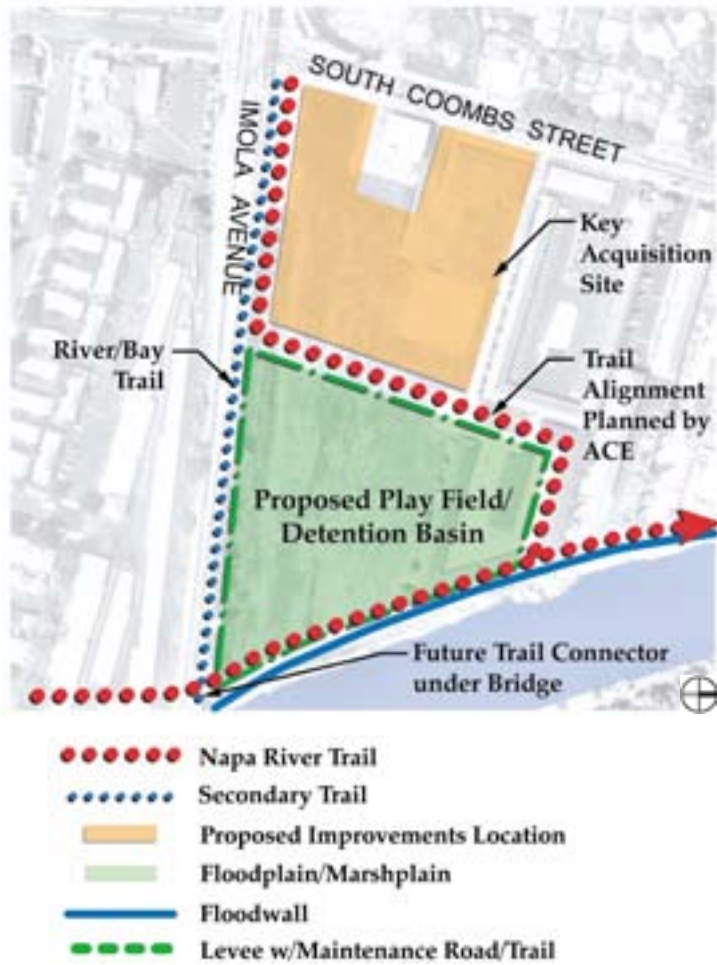 SOUTH COOMBS STREET
IMOLA AVENUE
Key
Acquisition
Site
River/Bay
Trail
Trail
Alignment
Planned by
ACE
Proposed Play Field/
Detention Basin
Future Trail Connector
under Bridge
Napa River Trail
Secondary Trail
Proposed Improvements Location
Floodplain/Marshplain
Floodwall
Levee w/Maintenance Road/Trail